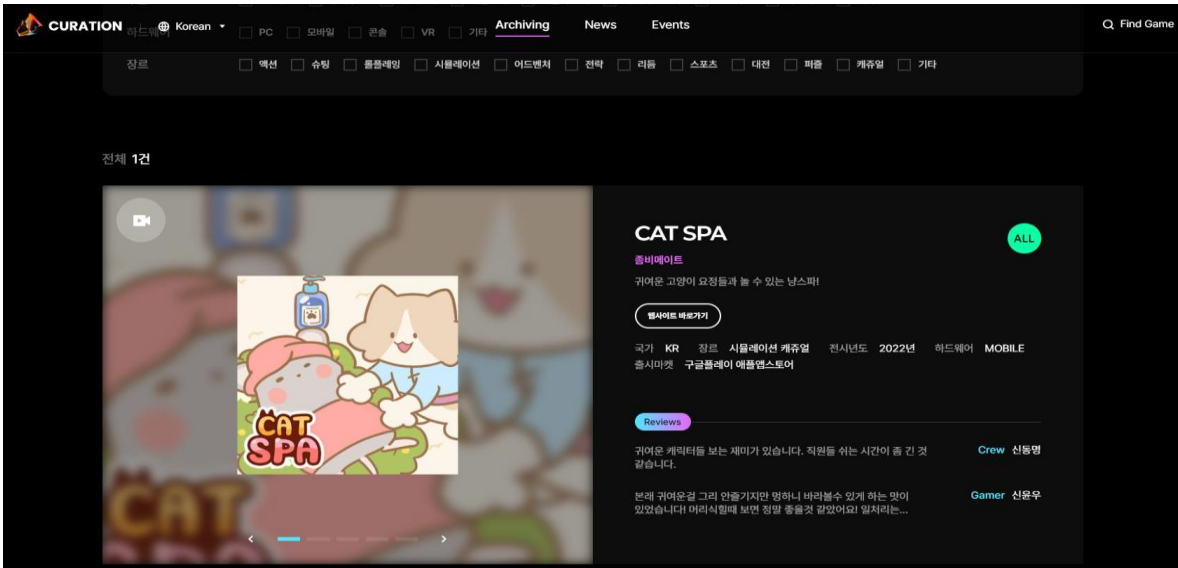 CURATION Korean Archiving News Events Find Game
하드웨어 PC 모바일 콘솔 VR 기타
장르 액션 슈팅 롤플레잉 시뮬레이션 어드벤처 전략 리듬 스포츠 대전 퍼즐 캐쥬얼 기타
전체 1건
CAT SPA
ALL
좀비메이트
귀여운 고양이 요정들과 놀 수 있는 냥스파!
웹사이트 바로가기
국가 KR 장르 시뮬레이션 캐쥬얼 전시년도 2022년 하드웨어 MOBILE
출시마켓 구글플레이 애플앱스토어
Reviews
귀여운 캐릭터들 보는 재미가 있습니다. 직원들 쉬는 시간이 좀 긴 것
같습니다.
Crew 신동명
본래 귀여운걸 그리 안즐기지만 멍하니 바라볼수 있게 하는 맛이
있었습니다! 머리식힐때 보면 정말 좋을것 같았어요! 일처리는...
Gamer 신윤우
CAT
SPA
CAT